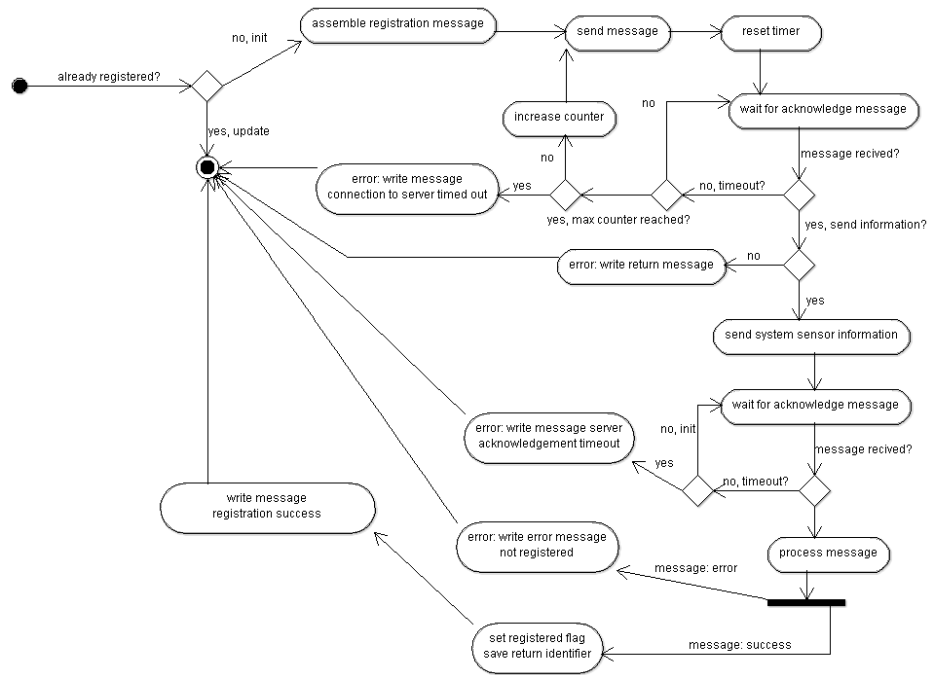 assemble registration message
send message
reset timer
no, init
already registered?
no
wait for acknowledge message
increase counter
yes, update
message recived?
no
error: write message
connection to server timed out
yes
no, timeout?
yes, max counter reached?
yes, send information?
error: write return message
no
yes
send system sensor information
wait for acknowledge message
no, init
error: write message server
acknowledgement timeout
message recived?
yes
no, timeout?
write message
registration success
error: write error message
not registered
process message
message: error
set registered flag
save return identifier
message: success